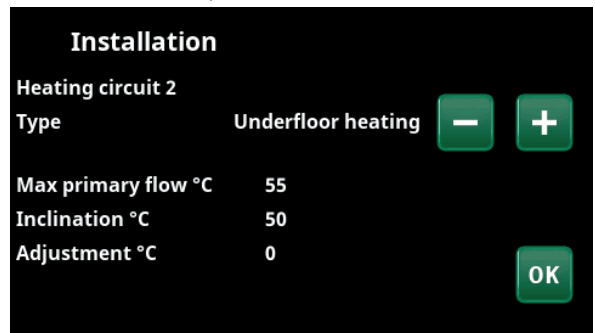 Installation
Heating circuit 2
Type Underfloor heating − +
Max primary flow °C 55
Inclination °C 50
Adjustment °C 0
OK